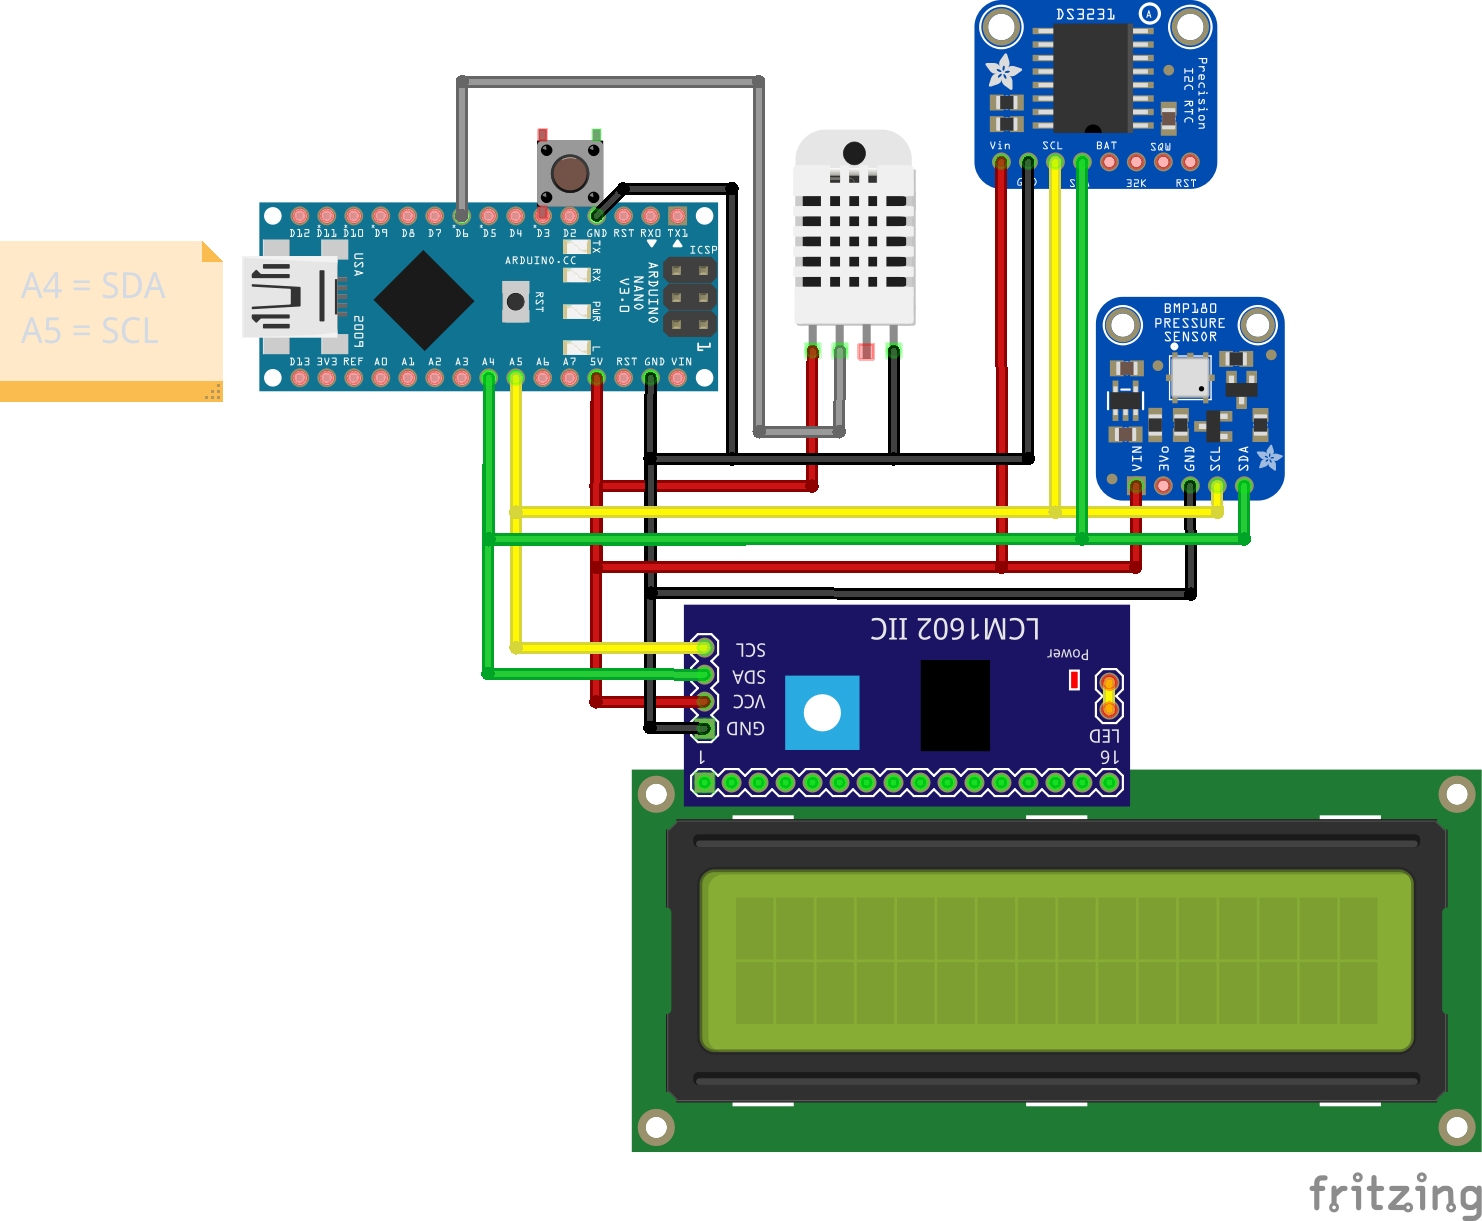 DS3231
A
Precision
I2C RTC
Vin
GND
SCL
SDA
BAT
32K
SQW
RST
D12
D11
D10
D9
D8
D7
D6
D5
D4
D3
D2
GND
RST
RX0
TX1
TX
RX
PWR
L
ICSP
1
ARDUINO.CC
RST
ARDUINO
NANO
V3.0
USA
2009
D13
3V3
REF
A0
A1
A2
A3
A4
A5
A6
A7
5V
RST
GND
VIN
A4 = SDA
A5 = SCL
BMP180
PRESSURE
SENSOR
VIN
3Vo
GND
SCL
SDA
LCM1602 IIC
Power
SCL
SDA
VCC
GND
LED
1
16
fritzing